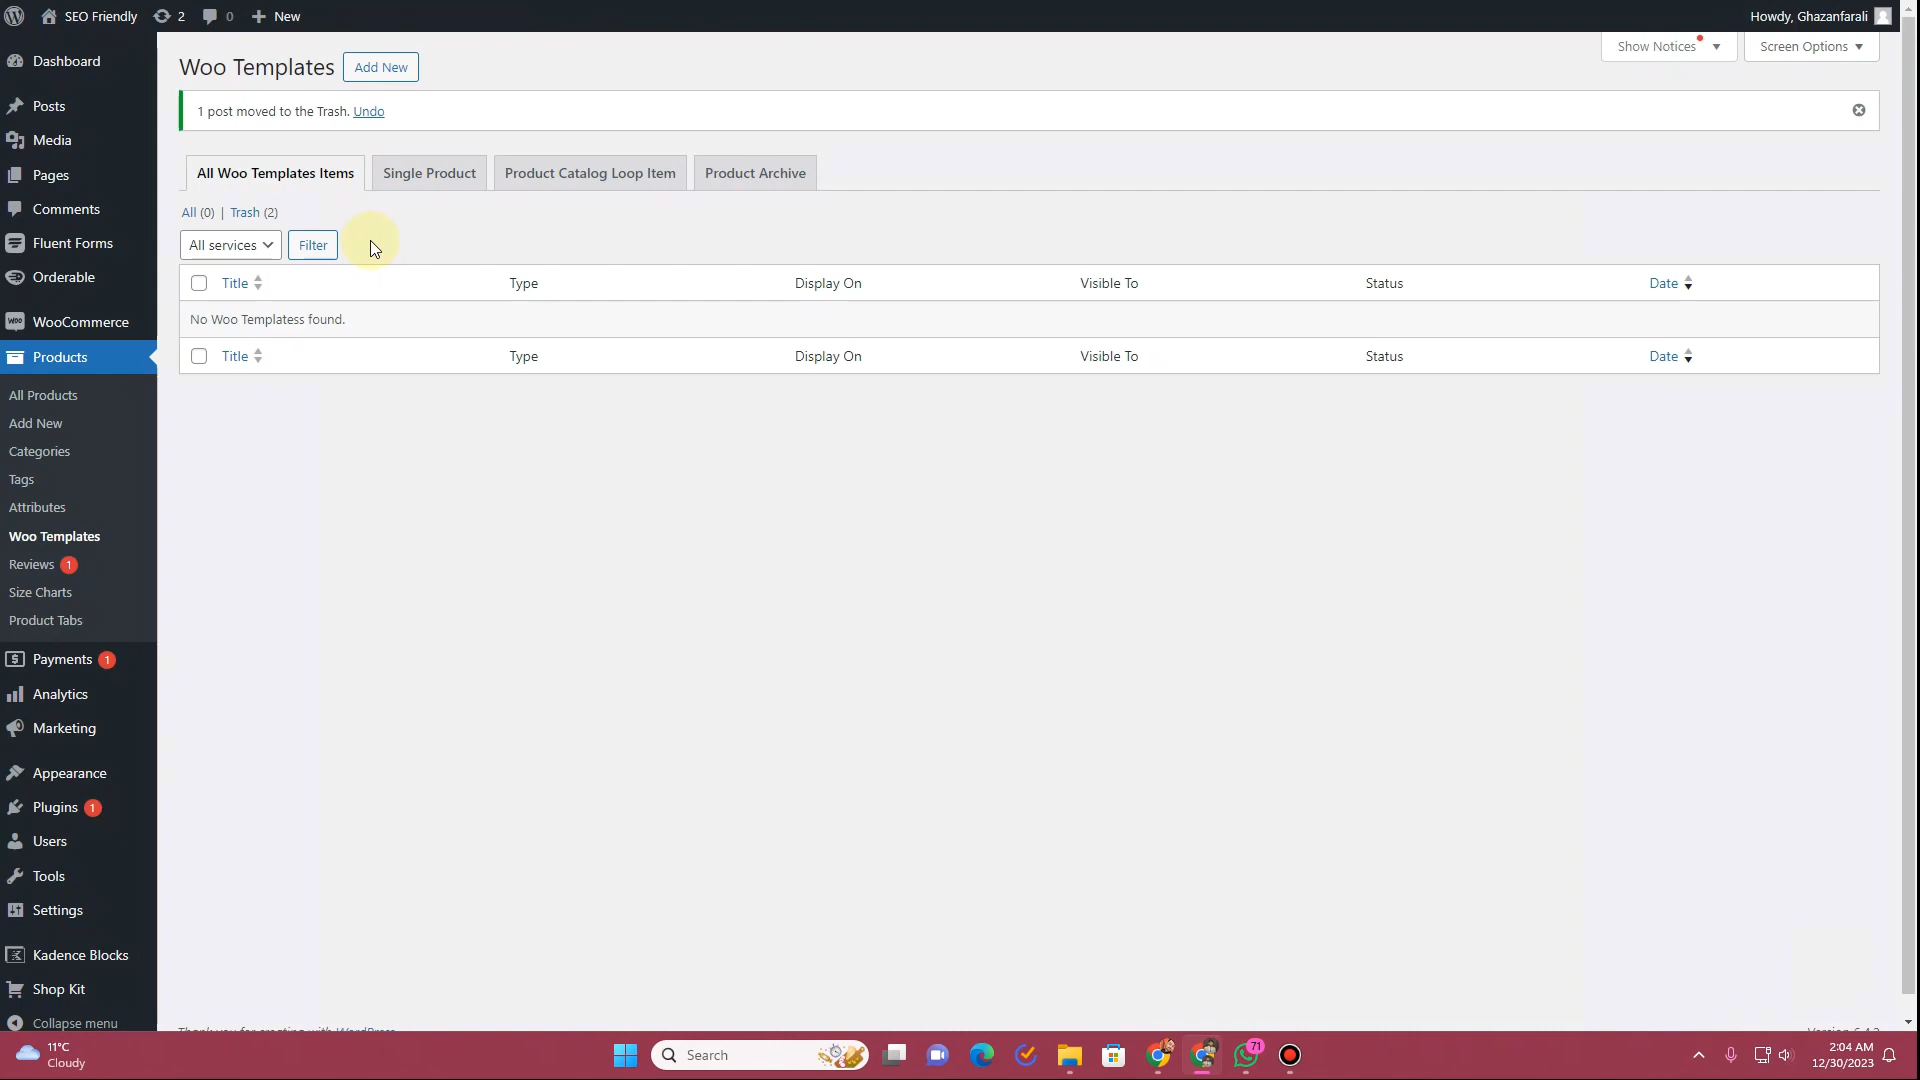 SEO Friendly
2
0
New
Howdy, Ghazanfarali
Dashboard
Posts
Media
Pages
Comments
Fluent Forms
Orderable
WooCommerce
Products
All Products
Add New
Categories
Tags
Attributes
Woo Templates
Reviews 1
Size Charts
Product Tabs
Payments 1
Analytics
Marketing
Appearance
Plugins 1
Users
Tools
Settings
Kadence Blocks
Shop Kit
Collapse menu
Show Notices
Screen Options
Woo Templates Add New
1 post moved to the Trash. Undo
All Woo Templates Items Single Product Product Catalog Loop Item Product Archive
All (0) | Trash (2)
All services Filter
Title Type Display On Visible To Status Date
No Woo Templatess found.
Title Type Display On Visible To Status Date
Thank you for creating with WordPress
11°C
Cloudy
Search
71
2:04 AM
12/30/2023